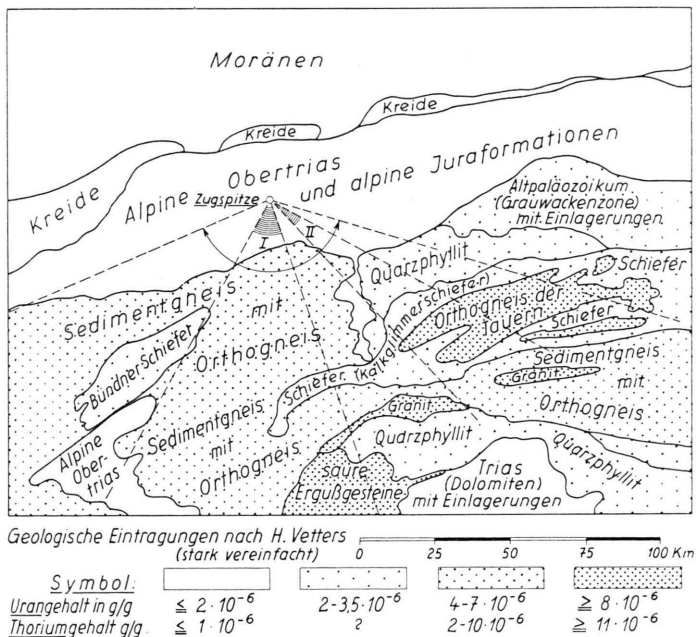 Moränen
Kreide
Kreide
Kreide
Alpine Obertrias und alpine Juraformationen
Zugspitze
I
II
Altpaläozoikum
(Grauwackenzone)
mit Einlagerungen
Quarzphyllit
Schiefer
Sedimentgneis
mit
Orthogneis
Schiefer (Kalkglimmerschiefer)
Orthogneis der
Tauern
Schiefer
Bündner Schiefer
Sedimentgneis
mit
Orthogneis
Granit
Sedimentgneis
mit
Orthogneis
Granit
Quarzphyllit
Quarzphyllit
Alpine
Ober-
trias
saure
Ergußgesteine
Trias
(Dolomiten)
mit Einlagerungen
Geologische Eintragungen nach H. Vetters
(stark vereinfacht)
0 25 50 75 100 Km
Symbol:
Urangehalt in g/g ≦ 2·10⁻⁶ 2-3,5·10⁻⁶ 4-7·10⁻⁶ ≧ 8·10⁻⁶
Thoriumgehalt g/g. ≦ 1·10⁻⁶ ? 2-10·10⁻⁶ ≧ 11·10⁻⁶